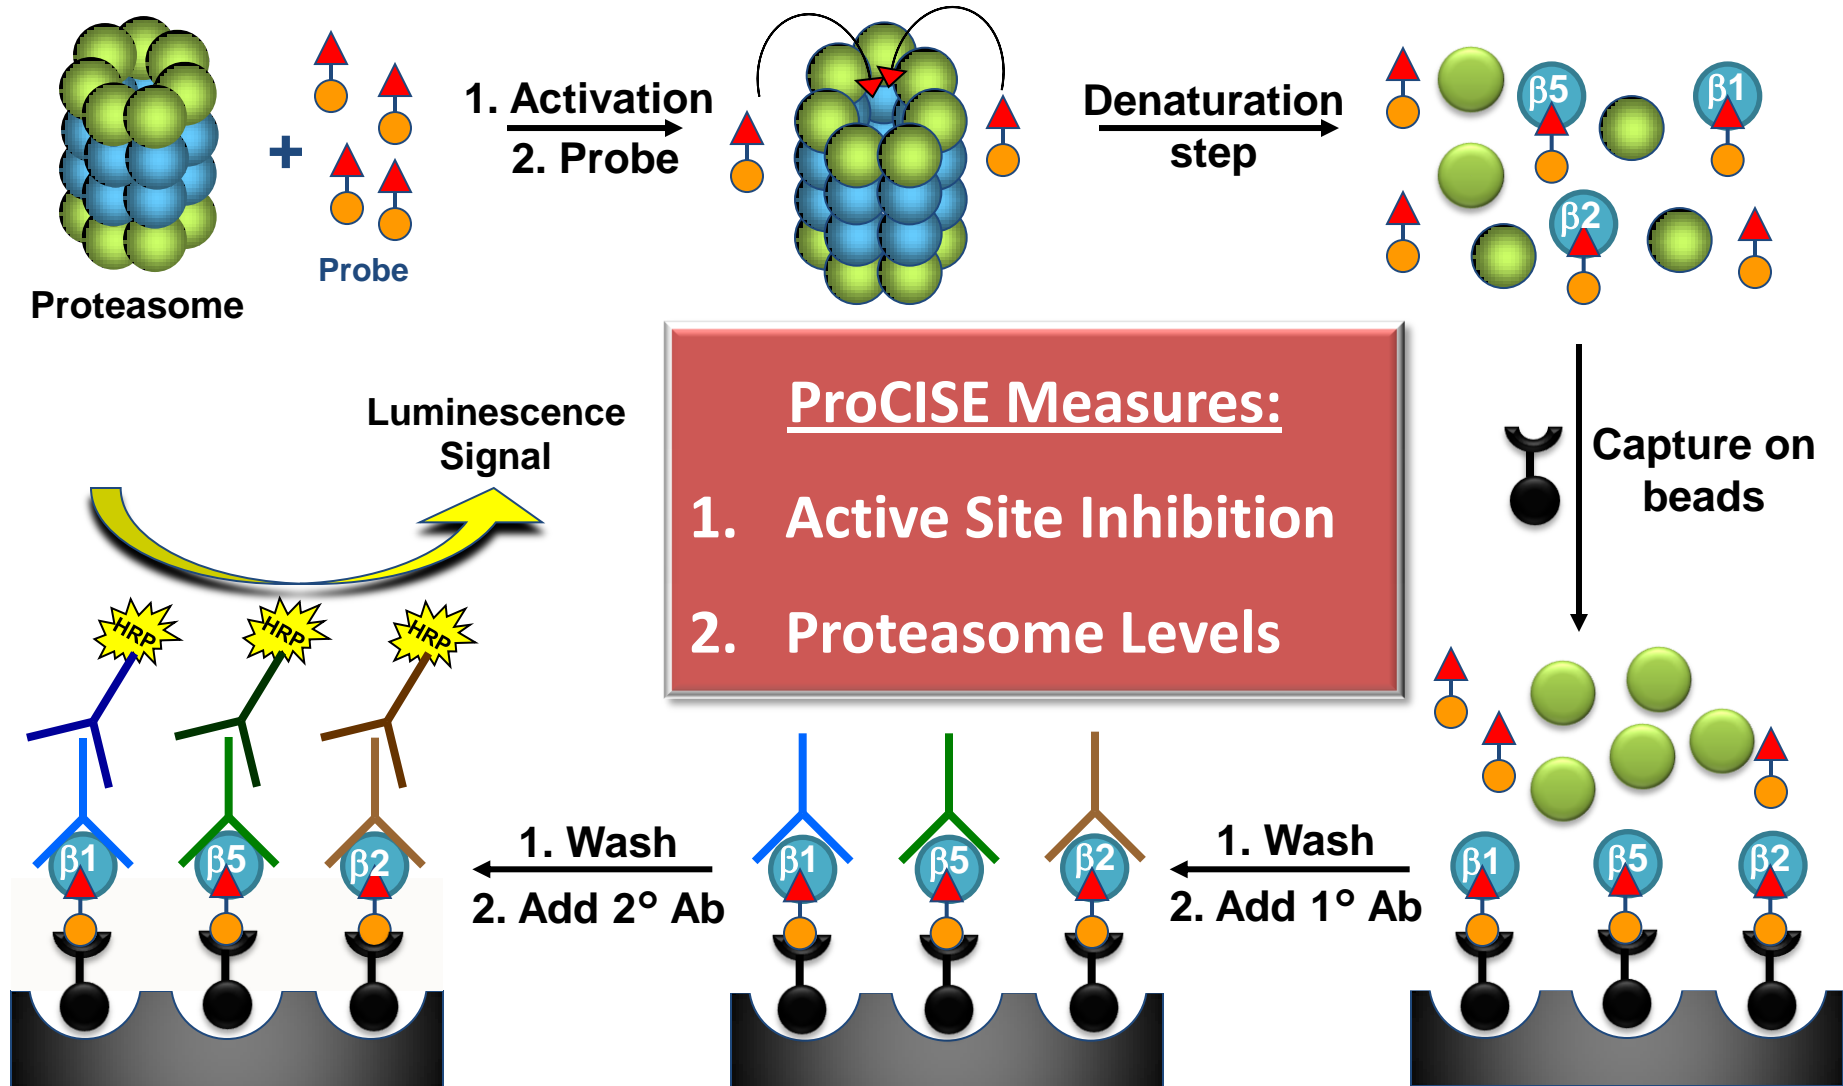 Proteasome
+
Probe
1. Activation
2. Probe
Denaturation
step
β5
β1
β2
Capture on
beads
ProCISE Measures:
1. Active Site Inhibition
2. Proteasome Levels
β1
β5
β2
1. Wash
2. Add 1° Ab
β1
β5
β2
1. Wash
2. Add 2° Ab
Luminescence
Signal
HRP
HRP
HRP
β1
β5
β2